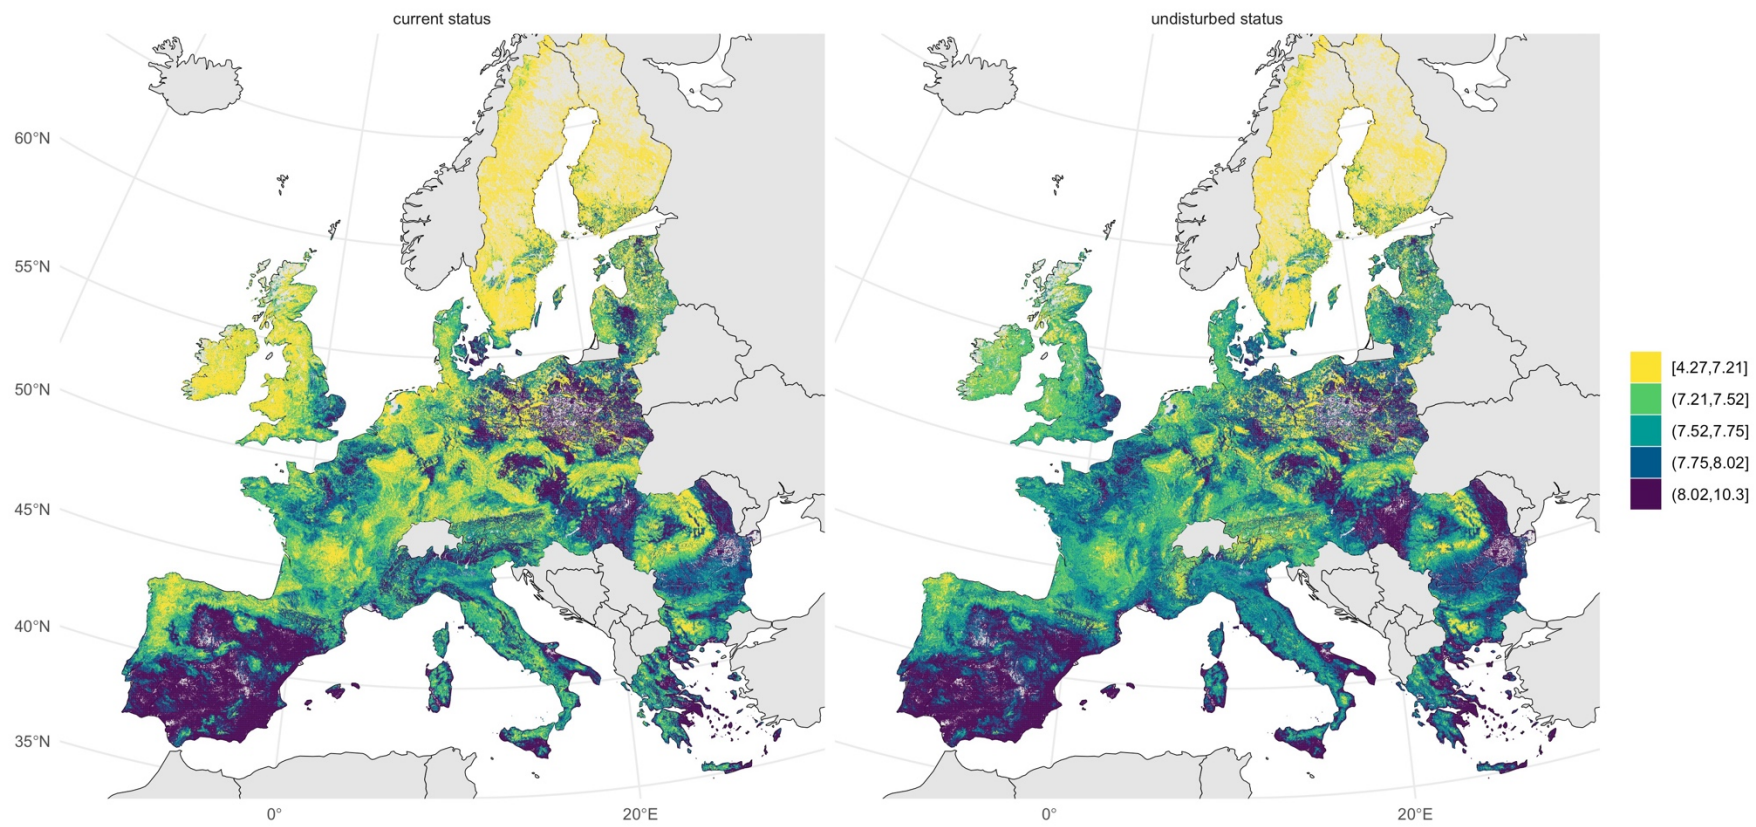 current status
undisturbed status
60°N
55°N
50°N
45°N
40°N
35°N
0°
20°E
0°
20°E
[4.27,7.21]
(7.21,7.52]
(7.52,7.75]
(7.75,8.02]
(8.02,10.3]